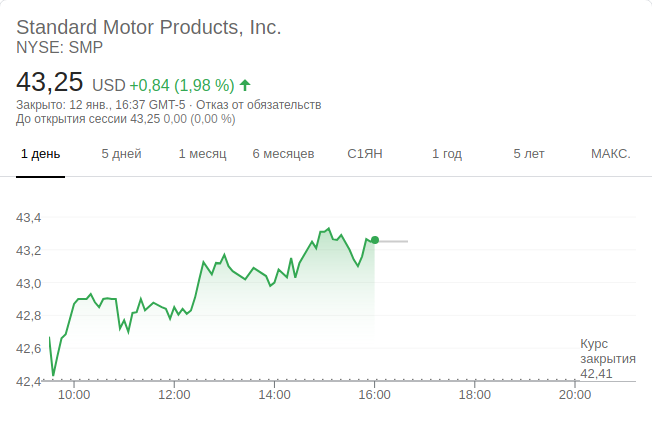 Standard Motor Products, Inc.
NYSE: SMP
43,25 USD +0,84 (1,98 %)
Закрыто: 12 янв., 16:37 GMT-5 · Отказ от обязательств
До открытия сессии 43,25 0,00 (0,00 %)
1 день 5 дней 1 месяц 6 месяцев С1ЯН 1 год 5 лет МАКС.
43,4
43,2
43,0
42,8
42,6
42,4
Курс
закрытия
42,41
10:00 12:00 14:00 16:00 18:00 20:00